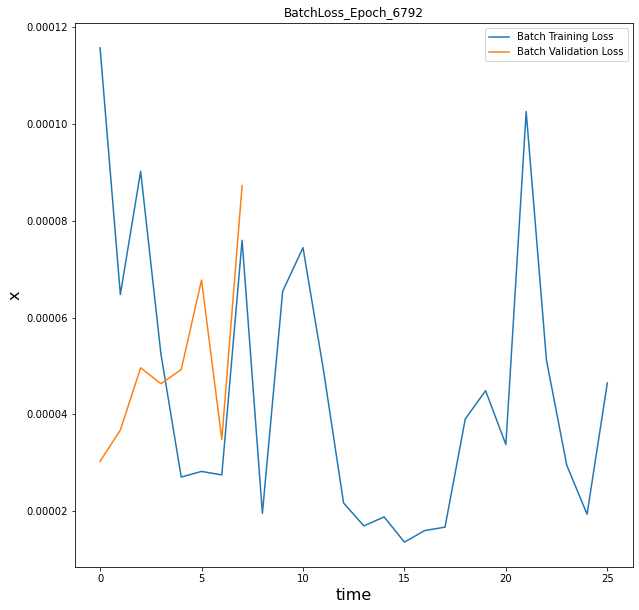 BatchLoss_Epoch_6792
Batch Training Loss
Batch Validation Loss
0.00012
0.00010
0.00008
0.00006
0.00004
0.00002
x
0 5 10 15 20 25
time